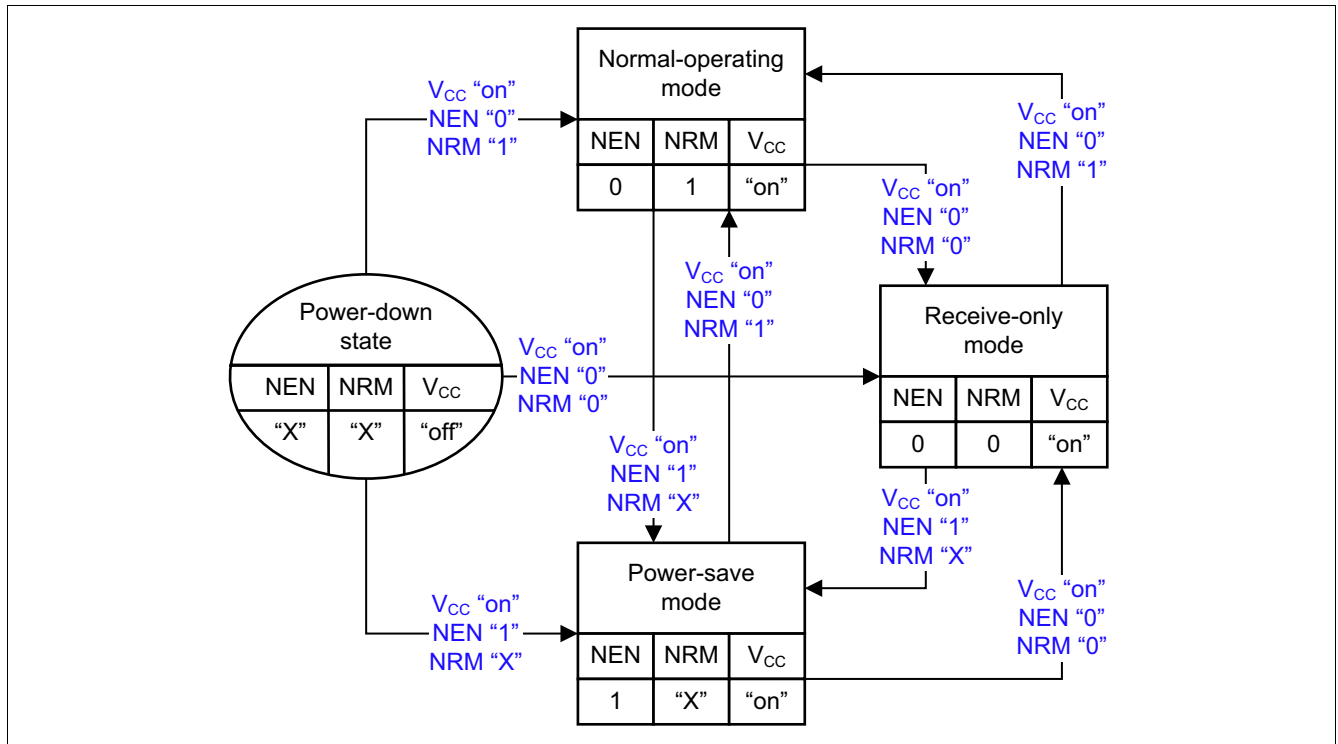 Normal-operating
mode
NEN NRM VCC
0 1 “on”
VCC “on”
NEN “0”
NRM “1”
VCC “on”
NEN “0”
NRM “1”
VCC “on”
NEN “0”
NRM “0”
VCC “on”
NEN “0”
NRM “1”
Power-down
state
NEN NRM VCC
“X” “X” “off”
VCC “on”
NEN “0”
NRM “0”
Receive-only
mode
NEN NRM VCC
0 0 “on”
VCC “on”
NEN “1”
NRM “X”
VCC “on”
NEN “1”
NRM “X”
VCC “on”
NEN “1”
NRM “X”
Power-save
mode
NEN NRM VCC
1 “X” “on”
VCC “on”
NEN “0”
NRM “0”